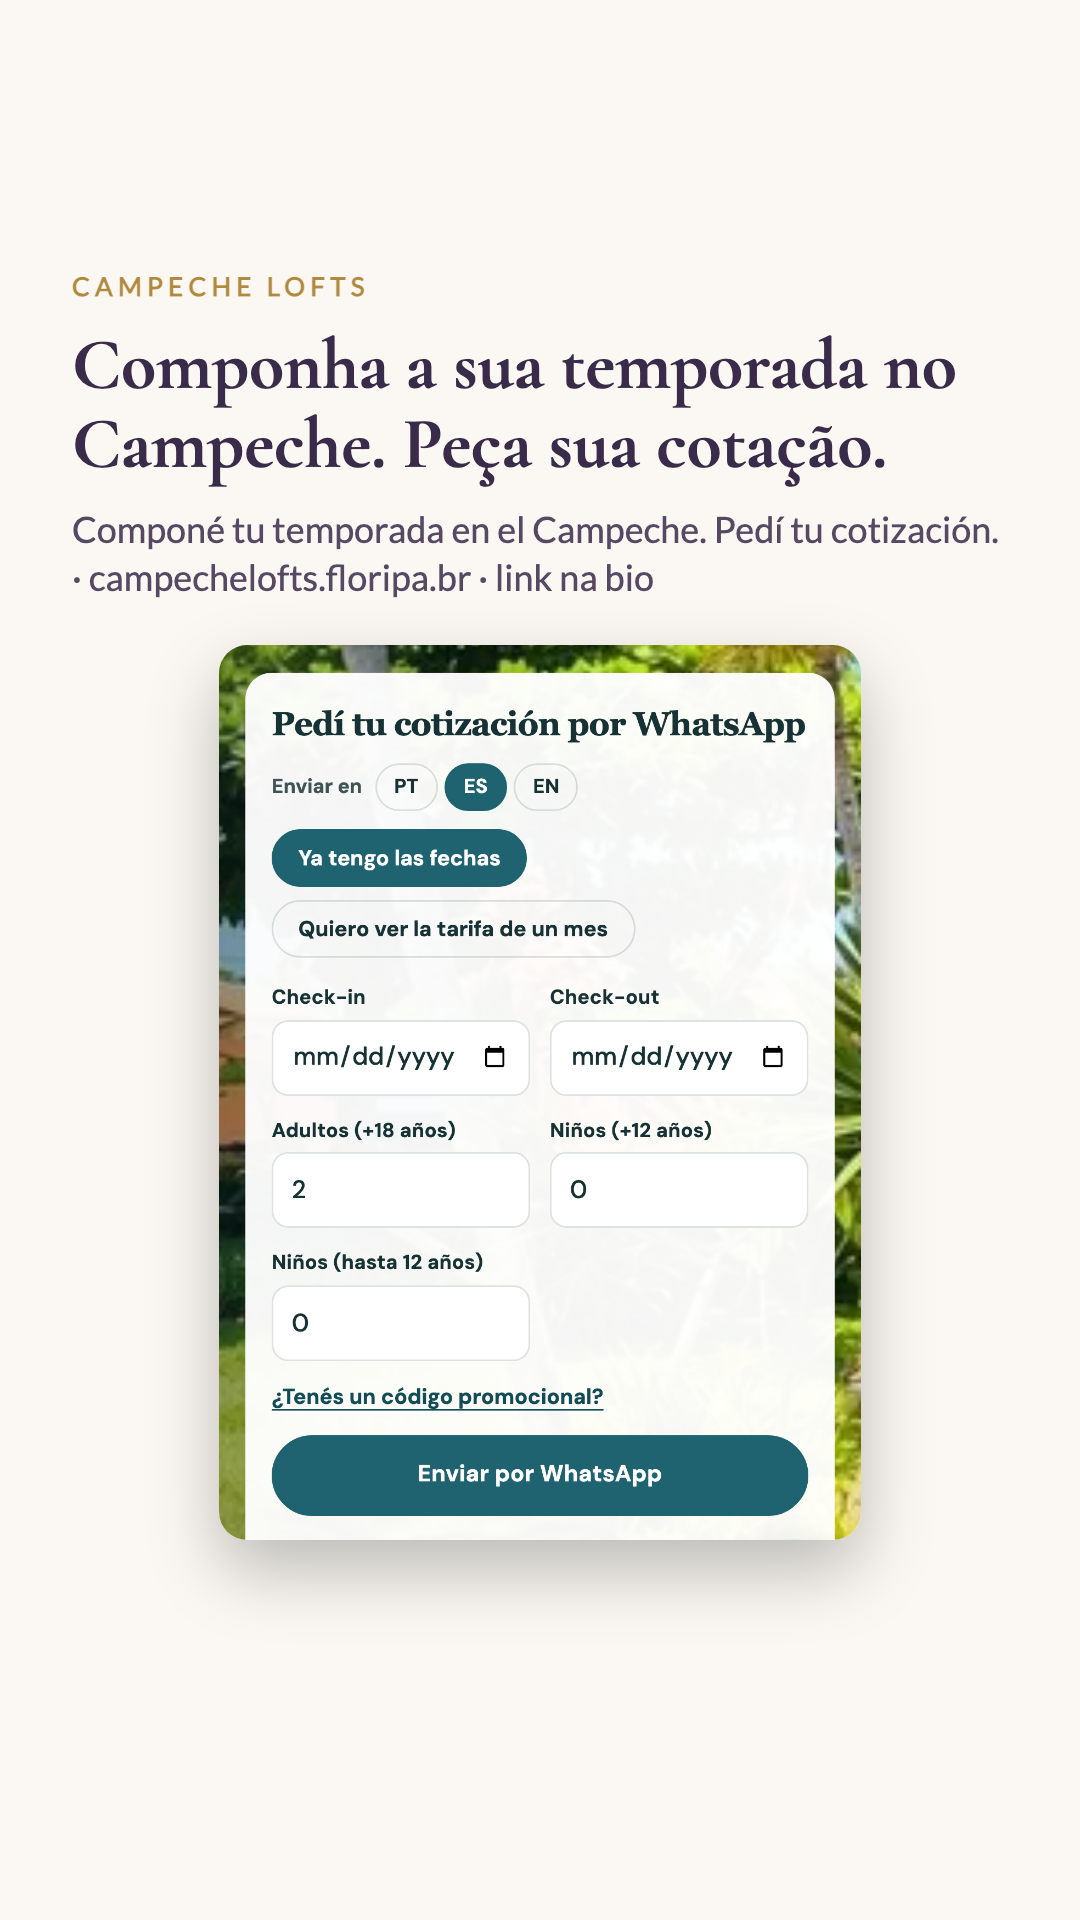 CAMPECHE LOFTS
Componha a sua temporada no
Campeche. Peça sua cotação.
Componé tu temporada en el Campeche. Pedí tu cotización.
· campechelofts.floripa.br · link na bio
Pedí tu cotización por WhatsApp
Enviar en PT ES EN
Ya tengo las fechas
Quiero ver la tarifa de un mes
Check-in Check-out
mm/dd/yyyy mm/dd/yyyy
Adultos (+18 años) Niños (+12 años)
2 0
Niños (hasta 12 años)
0
¿Tenés un código promocional?
Enviar por WhatsApp